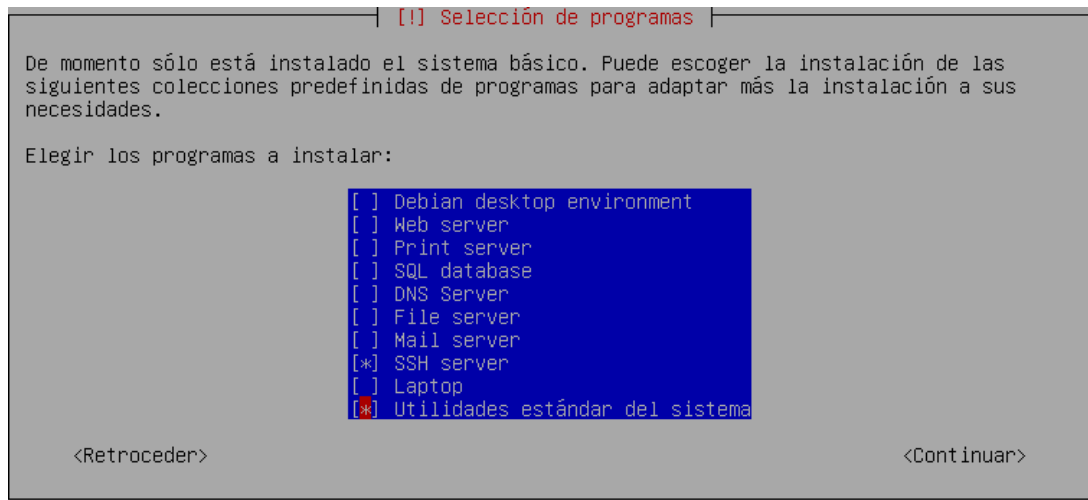 [!] Selección de programas
De momento sólo está instalado el sistema básico. Puede escoger la instalación de las
siguientes colecciones predefinidas de programas para adaptar más la instalación a sus
necesidades.
Elegir los programas a instalar:
[ ] Debian desktop environment
[ ] Web server
[ ] Print server
[ ] SQL database
[ ] DNS Server
[ ] File server
[ ] Mail server
[*] SSH server
[ ] Laptop
[*] Utilidades estándar del sistema
<Retroceder> <Continuar>